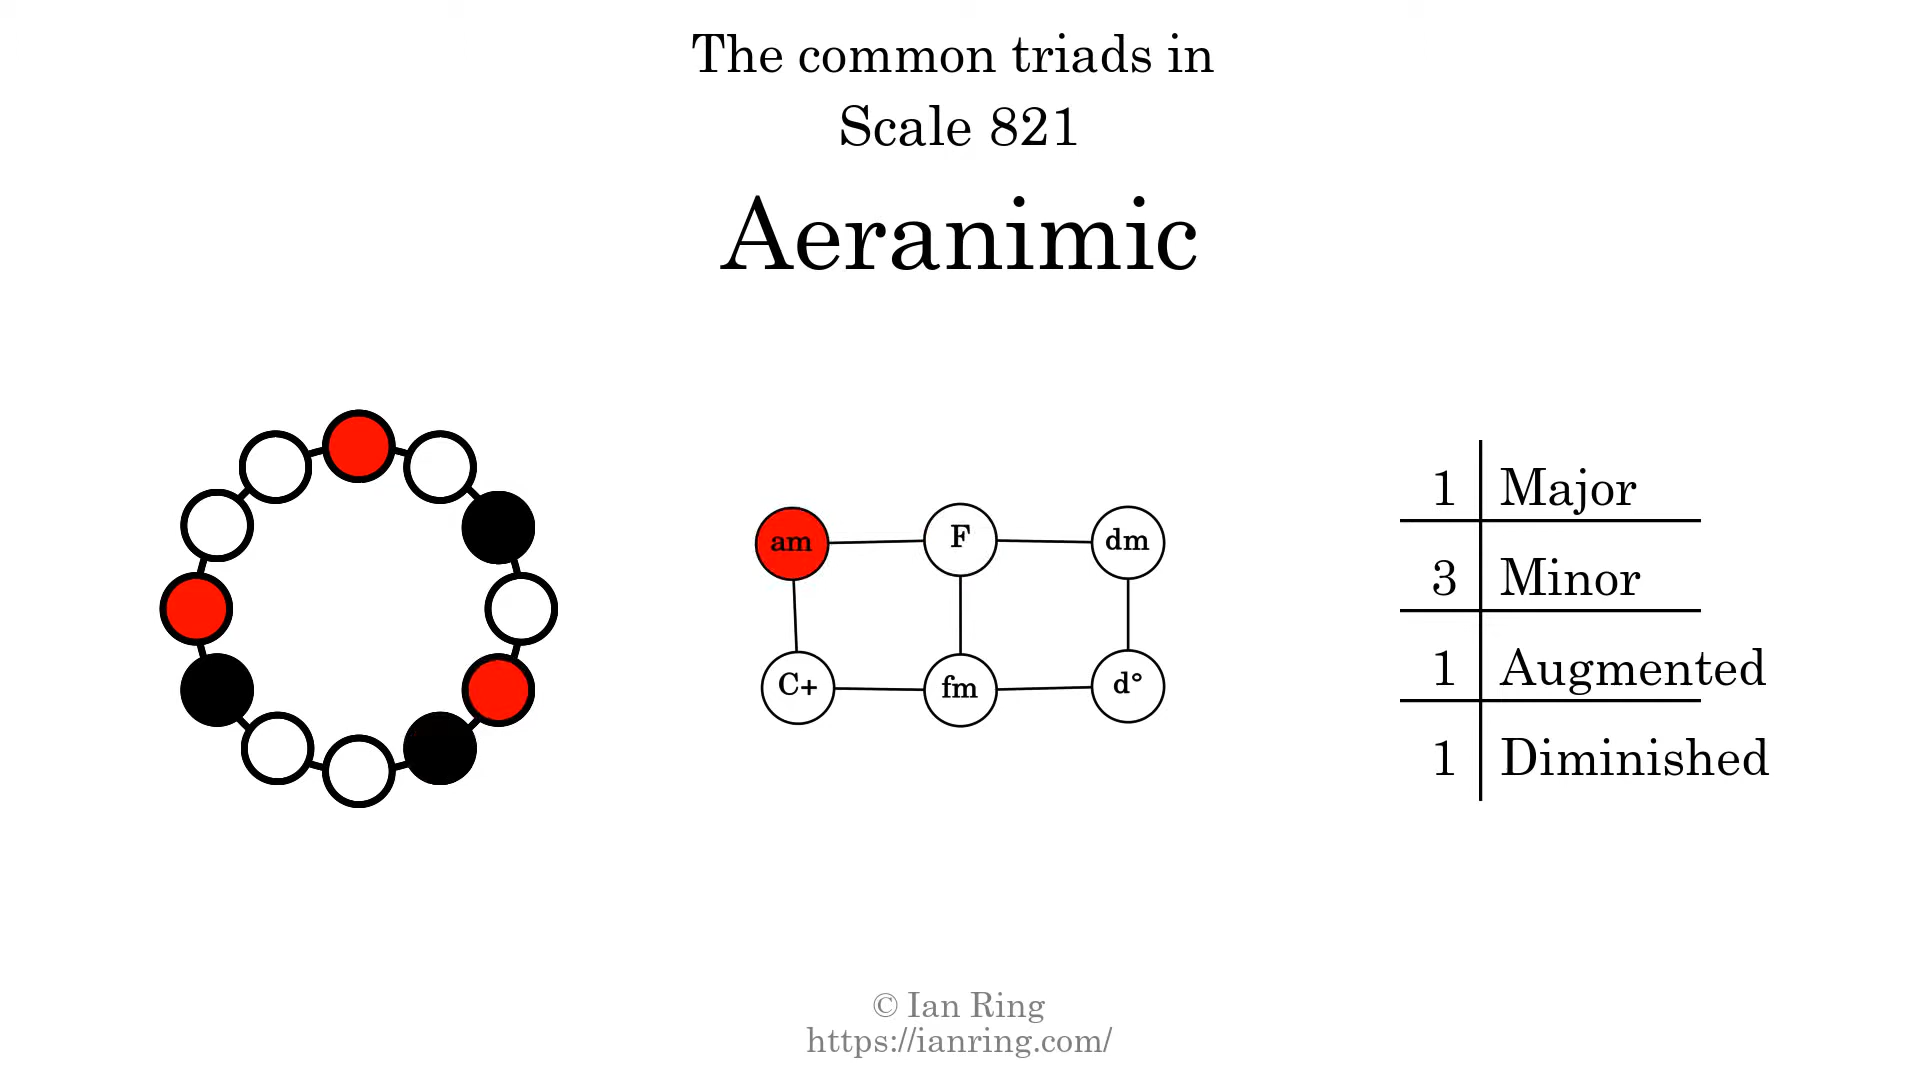 The common triads in
Scale 821
Aeranimic
am
F
dm
C+
fm
d°
1 Major
3 Minor
1 Augmented
1 Diminished
© Ian Ring
https://ianring.com/